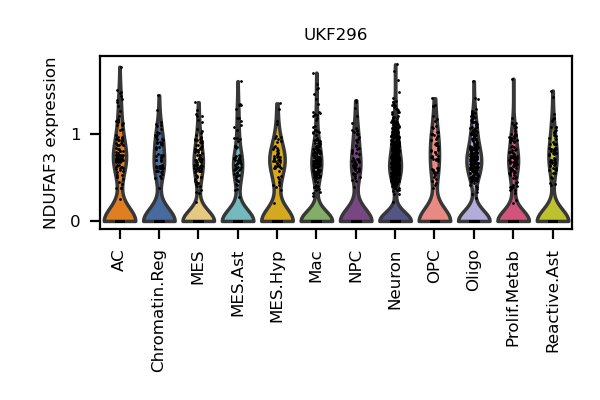 UKF296
NDUFAF3 expression
1
0
AC
Chromatin.Reg
MES
MES.Ast
MES.Hyp
Mac
NPC
Neuron
OPC
Oligo
Prolif.Metab
Reactive.Ast